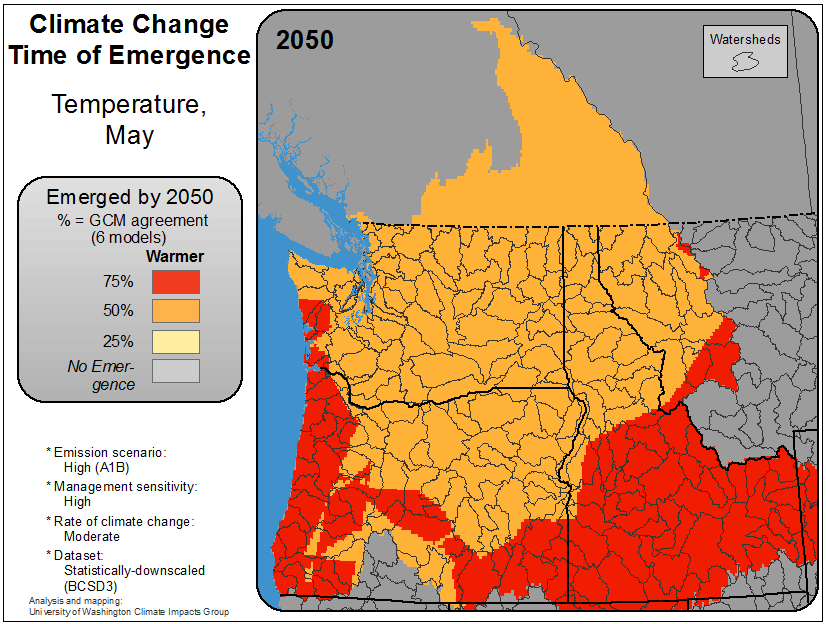 Climate Change
Time of Emergence
Temperature,
May
Emerged by 2050
% = GCM agreement
(6 models)
Warmer
75%
50%
25%
No Emer-
gence
* Emission scenario:
High (A1B)
* Management sensitivity:
High
* Rate of climate change:
Moderate
* Dataset:
Statistically-downscaled
(BCSD3)
Analysis and mapping:
University of Washington Climate Impacts Group
2050
Watersheds